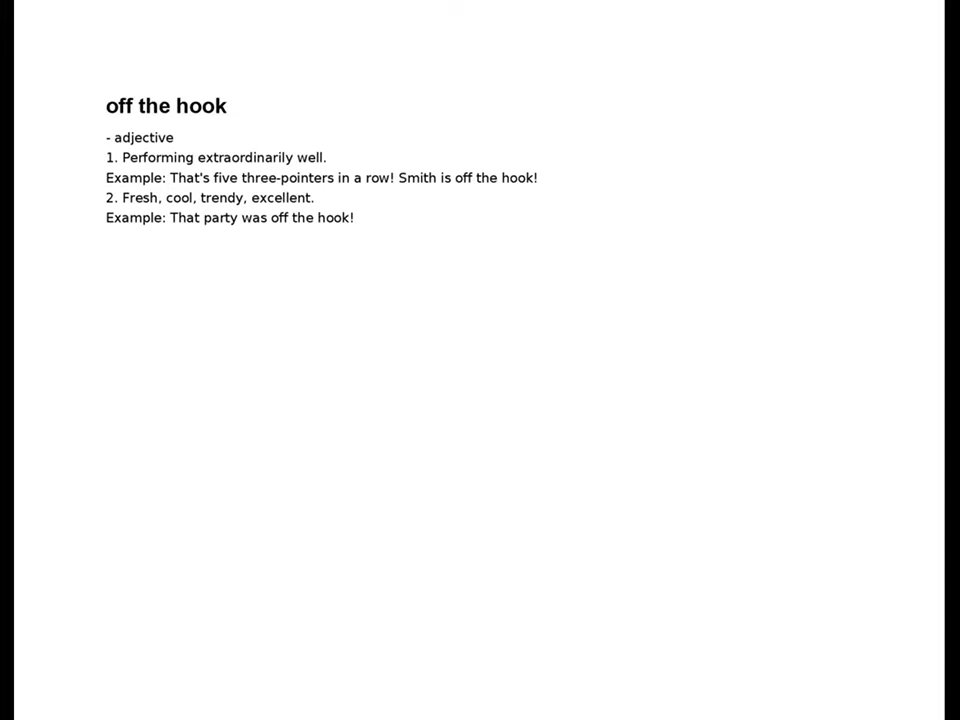 off the hook
- adjective
1. Performing extraordinarily well.
Example: That's five three-pointers in a row! Smith is off the hook!
2. Fresh, cool, trendy, excellent.
Example: That party was off the hook!